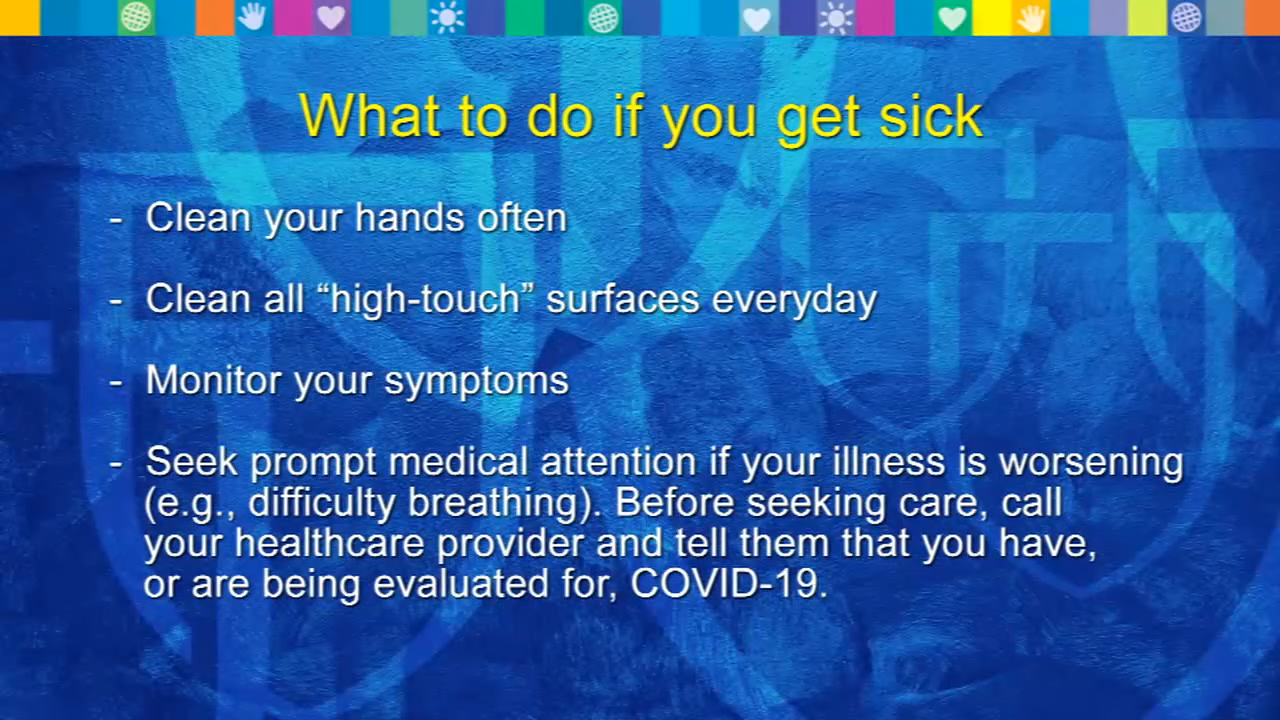 What to do if you get sick
- Clean your hands often
- Clean all “high-touch” surfaces everyday
- Monitor your symptoms
- Seek prompt medical attention if your illness is worsening
(e.g., difficulty breathing). Before seeking care, call
your healthcare provider and tell them that you have,
or are being evaluated for, COVID-19.